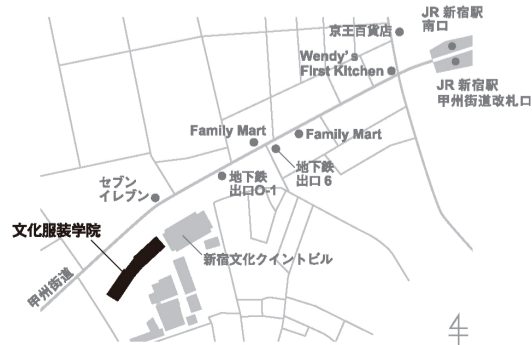 JR 新宿駅
南口
京王百貨店
Wendy's
First Kitchen
JR 新宿駅
甲州街道改札口
Family Mart
Family Mart
地下鉄
出口6
地下鉄
出口O-1
セブン
イレブン
文化服装学院
新宿文化クイントビル
甲州街道